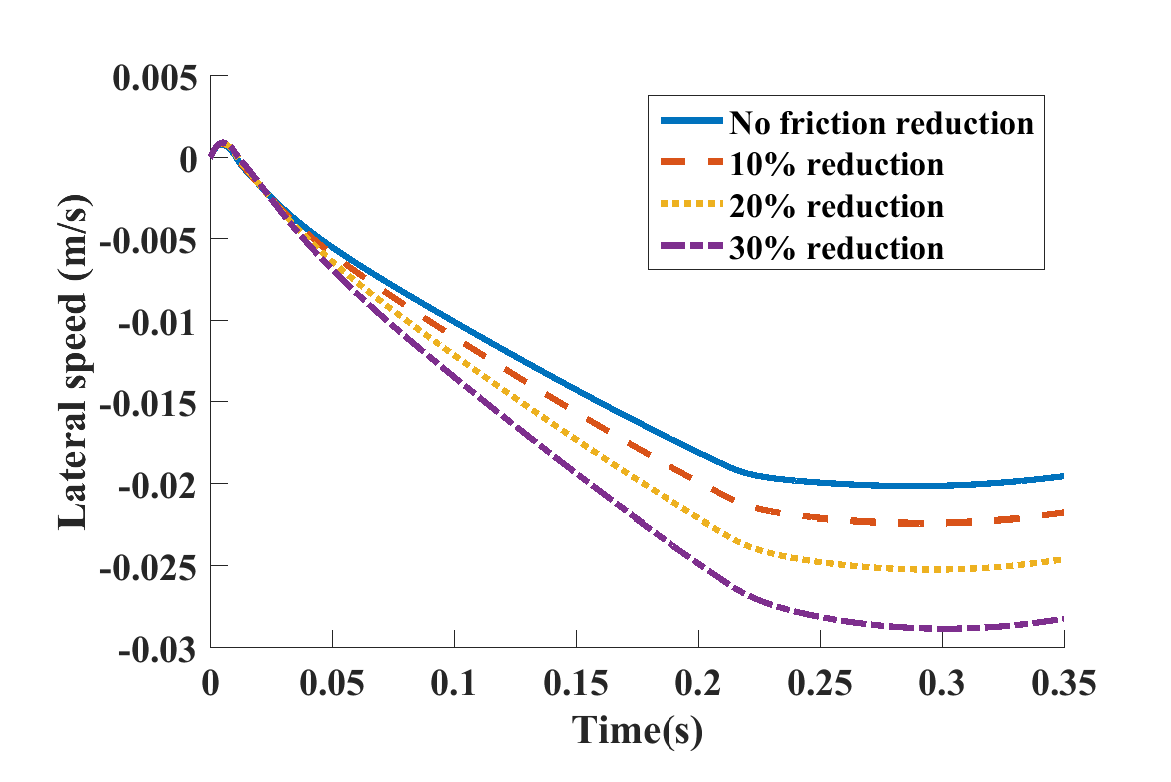 0.005
0
-0.005
-0.01
-0.015
-0.02
-0.025
-0.03
Lateral speed (m/s)
No friction reduction
10% reduction
20% reduction
30% reduction
0 0.05 0.1 0.15 0.2 0.25 0.3 0.35
Time(s)